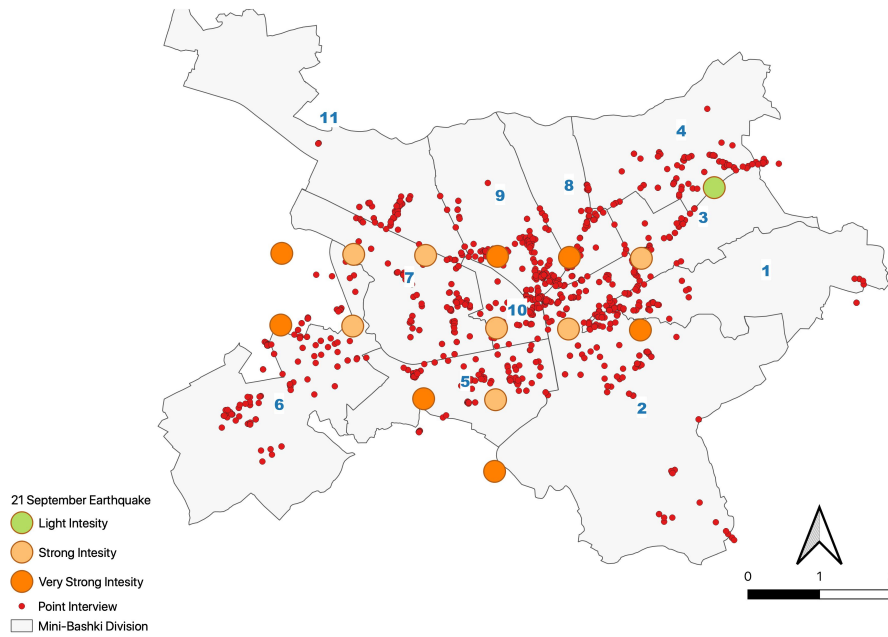 11
4
9
8
3
1
7
10
5
6
2
21 September Earthquake
Light Intesity
Strong Intesity
Very Strong Intesity
Point Interview
Mini-Bashki Division
0 1